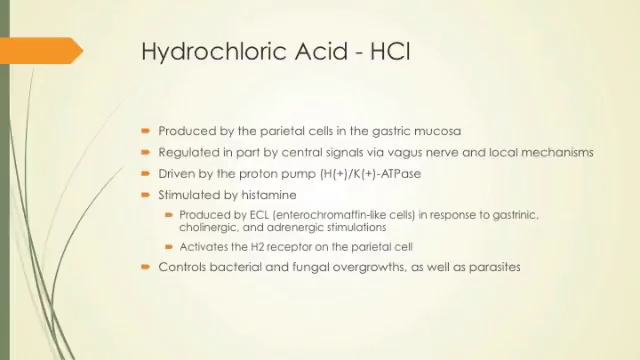 Hydrochloric Acid - HCl
Produced by the parietal cells in the gastric mucosa
Regulated in part by central signals via vagus nerve and local mechanisms
Driven by the proton pump (H(+)/K(+)-ATPase
Stimulated by histamine
Produced by ECL (enterochromaffin-like cells) in response to gastrinic,
cholinergic, and adrenergic stimulations
Activates the H2 receptor on the parietal cell
Controls bacterial and fungal overgrowths, as well as parasites